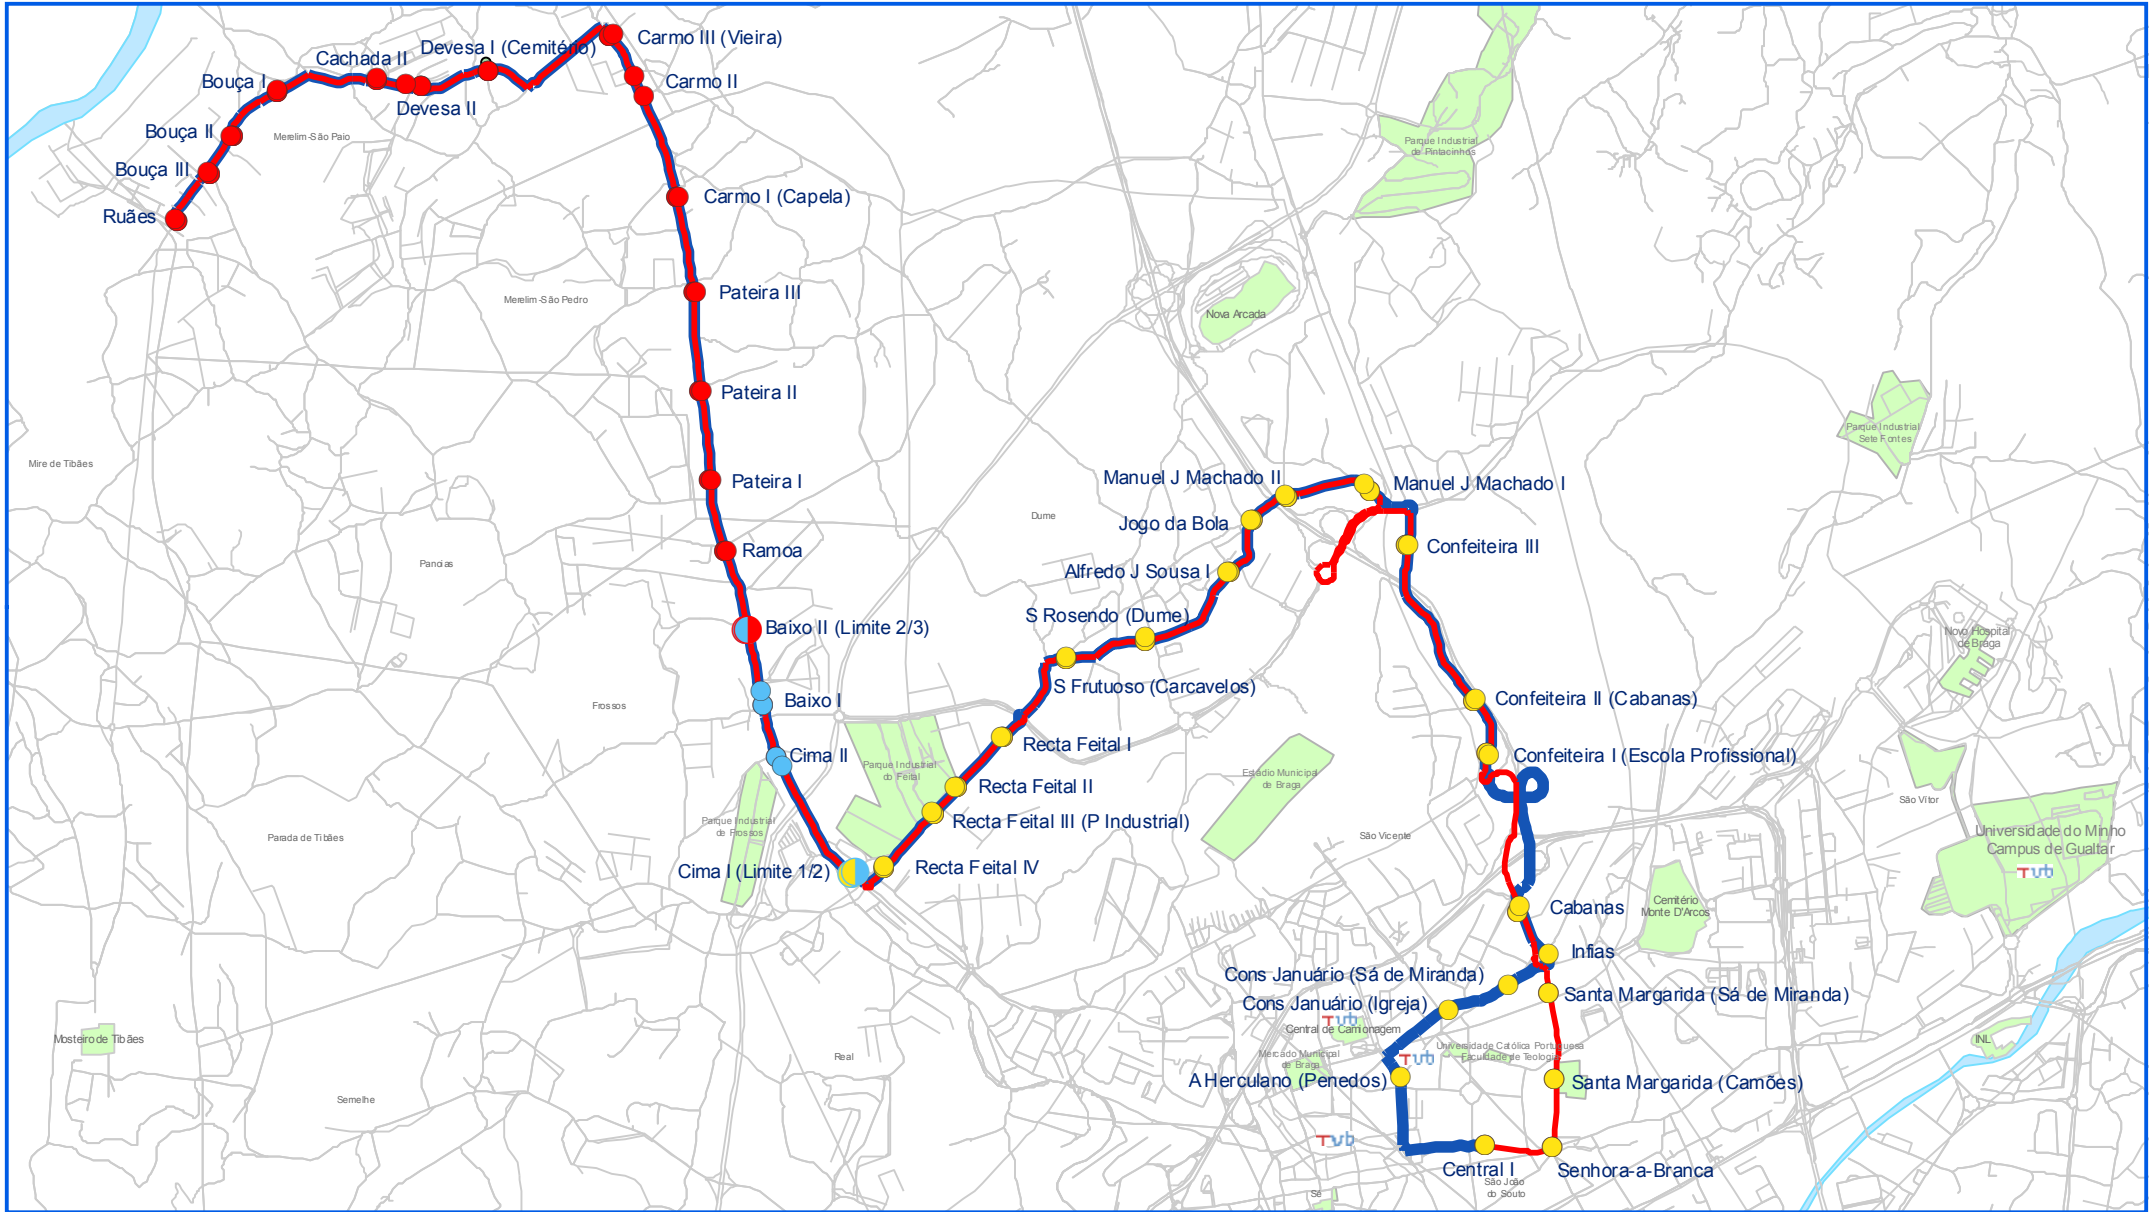 Carmo III (Vieira)
Devesa I (Cemitério)
Cachada II
Bouça I
Carmo II
Devesa II
Bouça II
Merelim-São Paio
Parque Industrial
de Pintacinhos
Bouça III
Carmo I (Capela)
Ruães
Pateira III
Merelim-São Pedro
Nova Arcada
Pateira II
Parque Industrial
Sete Fontes
Mire de Tibães
Manuel J Machado II
Manuel J Machado I
Pateira I
Dume
Jogo da Bola
Ramoa
Confeiteira III
Panoias
Alfredo J Sousa I
S Rosendo (Dume)
Baixo II (Limite 2/3)
Novo Hospital
de Braga
S Frutuoso (Carcavelos)
Baixo I
Confeiteira II (Cabanas)
Frossos
Recta Feital I
Cima II
Confeiteira I (Escola Profissional)
Parque Industrial
do Feital
Estádio Municipal
de Braga
Recta Feital II
São Vítor
Parque Industrial
de Frossos
Recta Feital III (P Industrial)
Parada de Tibães
São Vicente
Universidade do Minho
Campus de Gualtar
Tub
Cima I (Limite 1/2)
Recta Feital IV
Cemitério
Monte D'Arcos
Cabanas
Infias
Cons Januário (Sá de Miranda)
Santa Margarida (Sá de Miranda)
Cons Januário (Igreja)
Tub
Central de Camionagem
Mosteiro de Tibães
INL
Real
Mercado Municipal
de Braga
Tub
Universidade Católica Portuguesa
Faculdade de Teologia
A Herculano (Penedos)
Santa Margarida (Camões)
Semelhe
Tub
Central I
Senhora-a-Branca
São João
do Souto
Sé